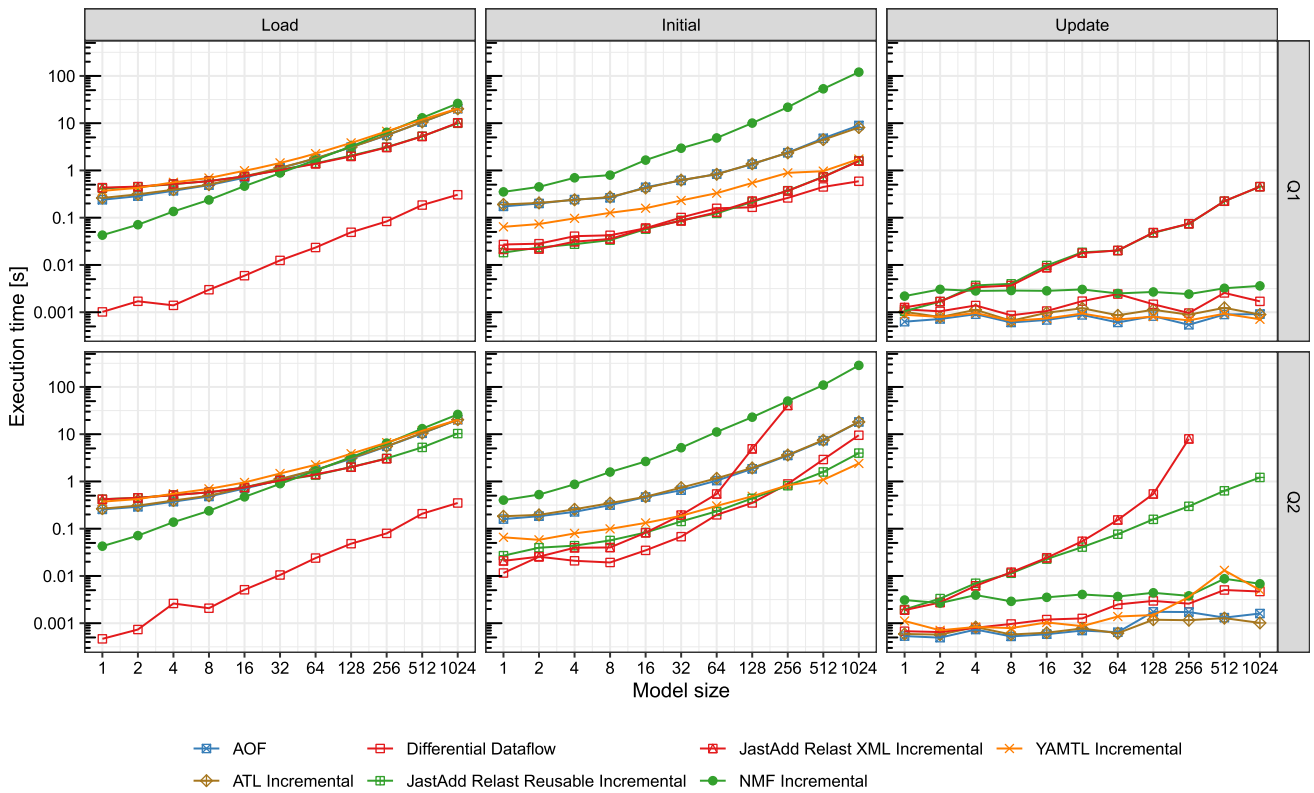 Load Initial Update
100
10
1
0.1
0.01
0.001
Q1
Execution time [s]
100
10
1
0.1
0.01
0.001
Q2
1 2 4 8 16 32 64 128 256 512 1024 1 2 4 8 16 32 64 128 256 512 1024 1 2 4 8 16 32 64 128 256 512 1024
Model size
AOF Differential Dataflow JastAdd Relast XML Incremental YAMTL Incremental
ATL Incremental JastAdd Relast Reusable Incremental NMF Incremental